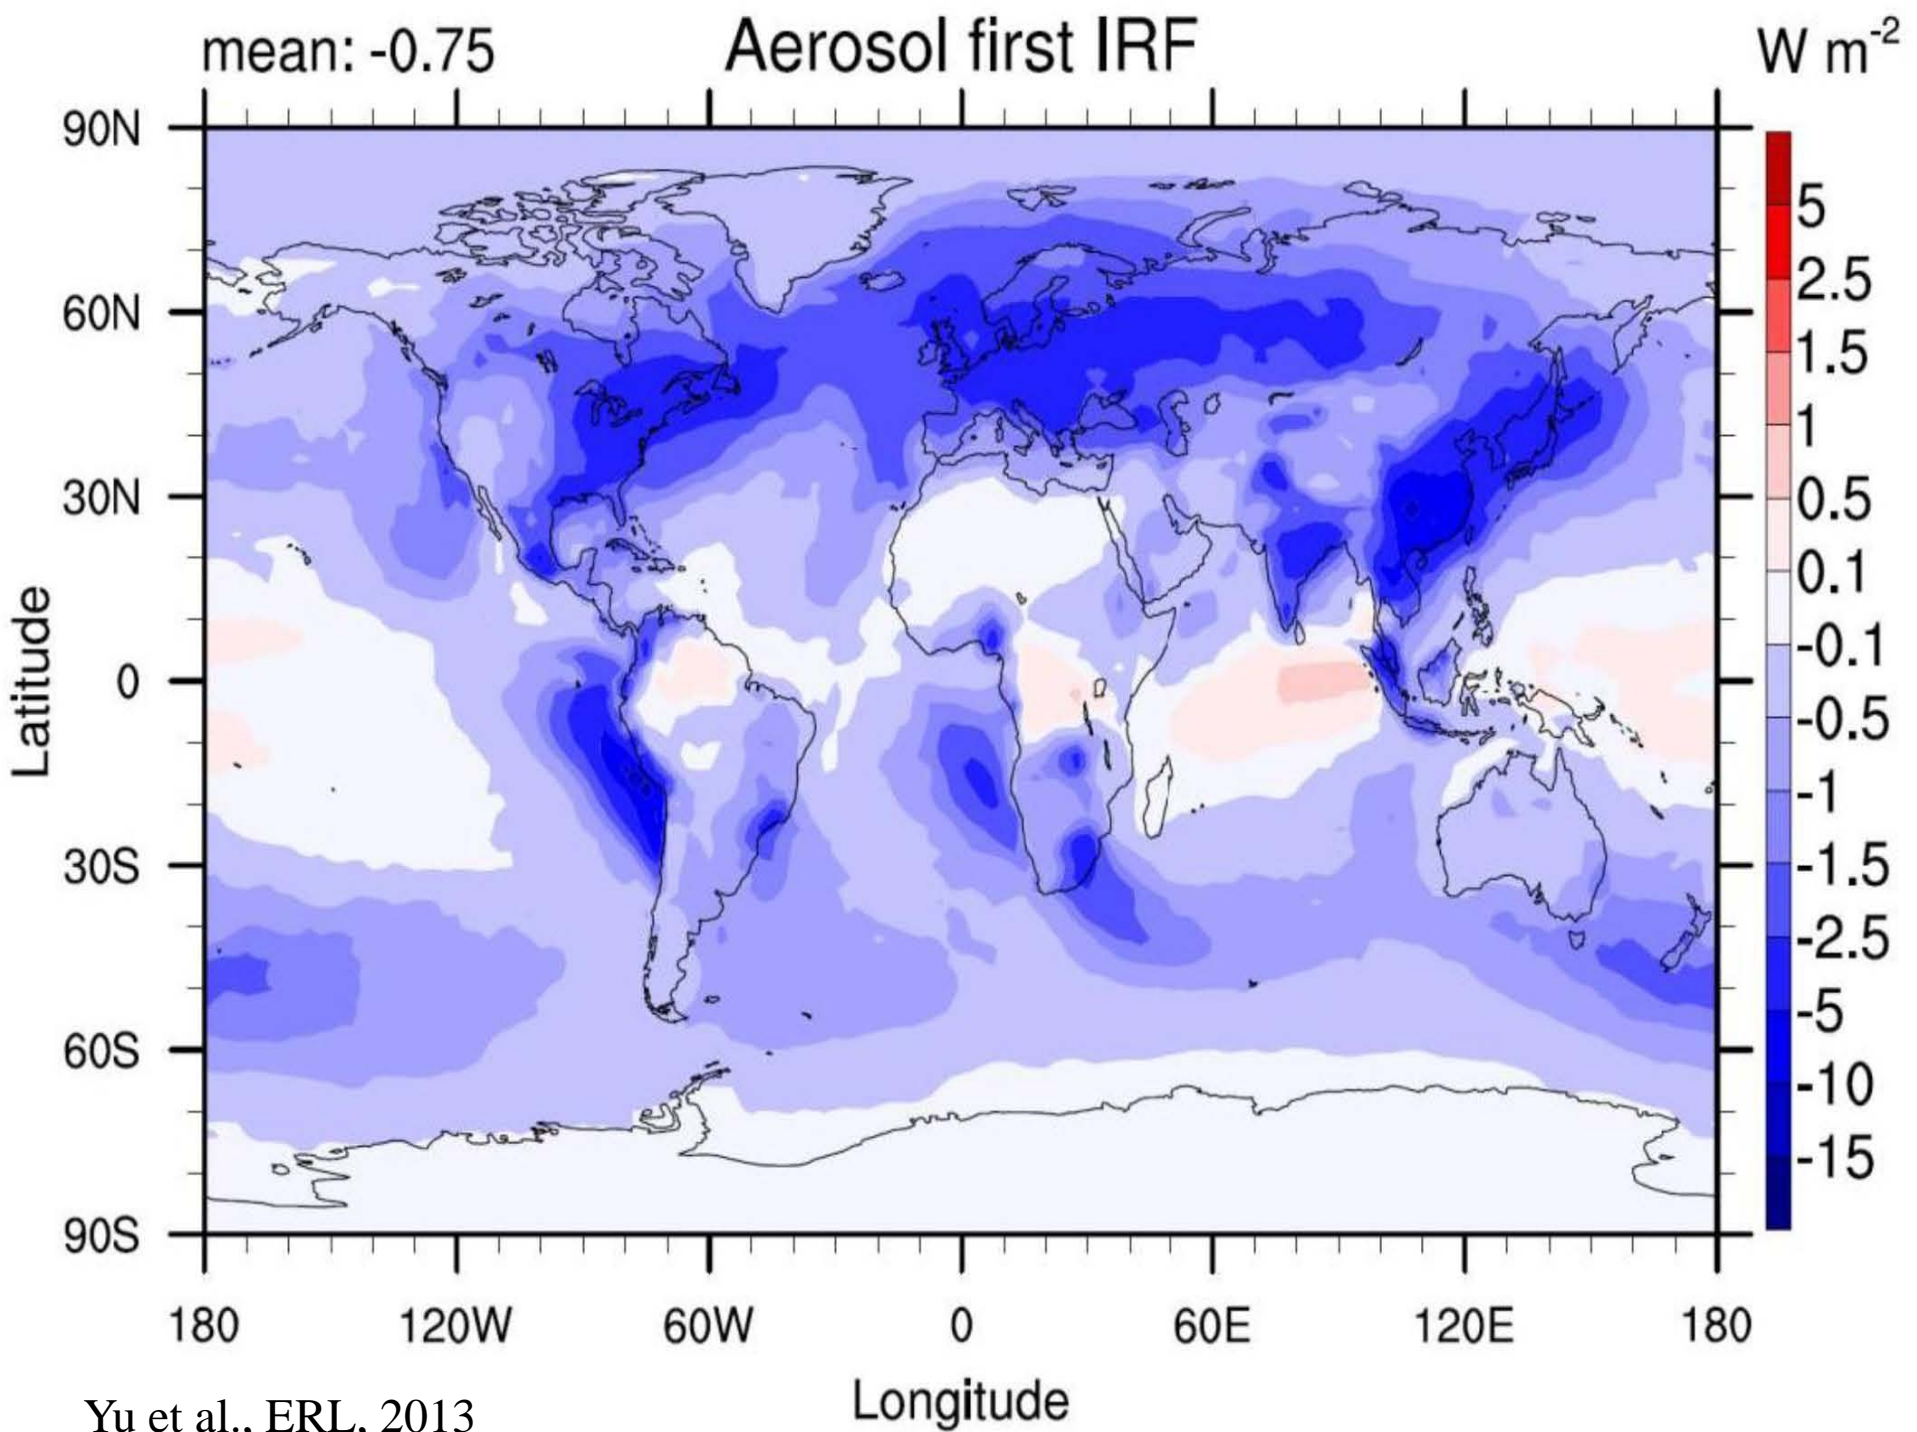 mean: -0.75 Aerosol first IRF W m-2
90N
60N
30N
0
30S
60S
90S
Latitude
5
2.5
1.5
1
0.5
0.1
-0.1
-0.5
-1
-1.5
-2.5
-5
-10
-15
180 120W 60W 0 60E 120E 180
Longitude
Yu et al., ERL, 2013